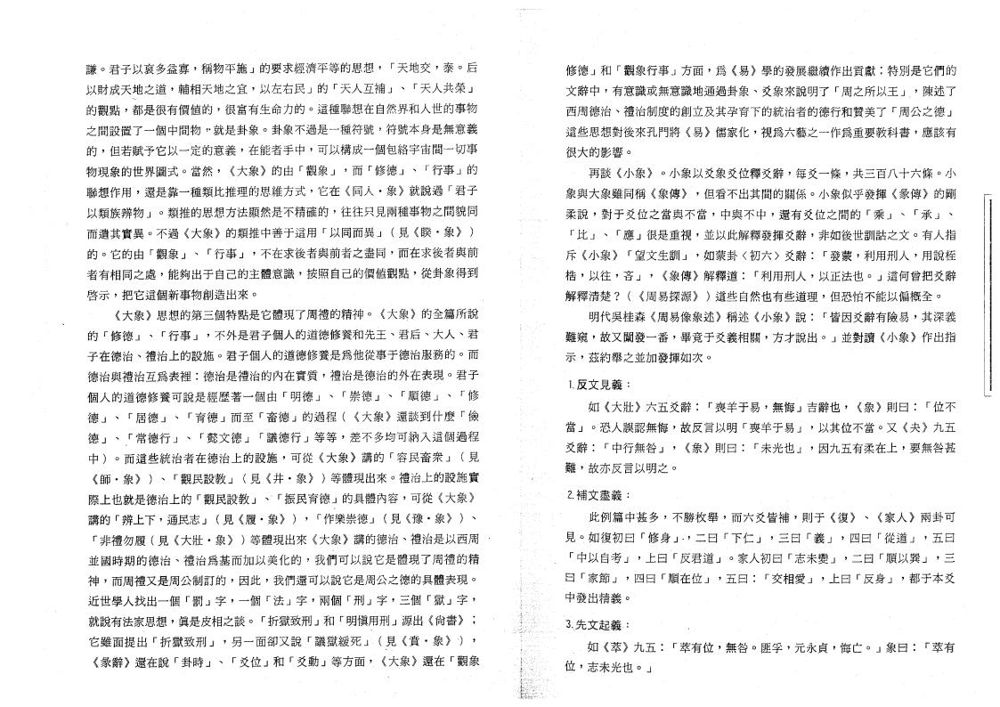 謙。君子以裒多益寡，稱物平施」的要求經濟平等的思想，「天地交，泰。后
以財成天地之道，輔相天地之宜，以左右民」的「天人互補」、「天人共榮」
的觀點，都是很有價值的，很富有生命力的。這種聯想在自然界和人世的事物
之間設置了一個中間物，就是卦象。卦象不過是一種符號，符號本身是無意義
的，但若賦予它以一定的意義，在能者手中，可以構成一個包絡宇宙間一切事
物現象的世界圖式。當然，《大象》的由「觀象」，而「修德」、「行事」的
聯想作用，還是靠一種類比推理的思維方式，它在《同人·象》就說過「君子
以類族辨物」。類推的思想方法顯然是不精確的，往往只見兩種事物之間貌同
而遺其實異。不過《大象》的類推中善于這用「以同而異」（見《睽·象》）
的。它的由「觀象」、「行事」，不在求後者與前者之盡同，而在求後者與前
者有相同之處，能夠出于自己的主體意識，按照自己的價值觀點，從卦象得到
啓示，把它這個新事物創造出來。
《大象》思想的第三個特點是它體現了周禮的精神。《大象》的全篇所說
的「修德」、「行事」，不外是君子個人的道德修養和先王、君后、大人、君
子在德治、禮治上的設施。君子個人的道德修養是爲他從事于德治服務的。而
德治與禮治互爲表裡：德治是禮治的內在實質，禮治是德治的外在表現。君子
個人的道德修養可說是經歷著一個由「明德」、「崇德」、「順德」、「修
德」、「居德」、「育德」而至「畜德」的過程（《大象》還談到什麼「儉
德」、「常德行」、「懿文德」「議德行」等等，差不多均可納入這個過程
中）。而這些統治者在德治上的設施，可從《大象》講的「容民畜衆」（見
《師·象》）、「觀民設教」（見《井·象》）等體現出來。禮治上的設施實
際上也就是德治上的「觀民設教」、「振民育德」的具體內容，可從《大象》
講的「辨上下，通民志」（見《履·象》），「作樂崇德」（見《豫·象》）、
「非禮勿履（見《大壯·象》）等體現出來《大象》講的德治、禮治是以西周
並國時期的德治、禮治爲基而加以美化的，我們可以說它是體現了周禮的精
神，而周禮又是周公制訂的，因此，我們還可以說它是周公之德的具體表現。
近世學人找出一個「罰」字，一個「法」字，兩個「刑」字，三個「獄」字，
就說有法家思想，眞是皮相之談。「折獄致刑」和「明愼用刑」源出《尙書》；
它雖面提出「折獄致刑」，另一面卻又說「議獄緩死」（見《賁·象》），
《彖辭》還在說「卦時」、「爻位」和「爻動」等方面，《大象》還在「觀象
修德」和「觀象行事」方面，爲《易》學的發展繼續作出貢獻；特別是它們的
文辭中，有意識或無意識地通過卦象、爻象來說明了「周之所以王」，陳述了
西周德治、禮治制度的創立及其孕育下的統治者的德行和贊美了「周公之德」
這些思想對後來孔門將《易》儒家化，視爲六藝之一作爲重要教科書，應該有
很大的影響。
再談《小象》。小象以爻象爻位釋爻辭，每爻一條，共三百八十六條。小
象與大象雖同稱《象傳》，但看不出其間的關係。小象似乎發揮《彖傳》的剛
柔說，對于爻位之當與不當，中與不中，還有爻位之間的「乘」、「承」、
「比」、「應」很是重視，並以此解釋發揮爻辭，非如後世訓詁之文。有人指
斥《小象》「望文生訓」，如蒙卦〈初六〉爻辭：「發蒙，利用刑人，用說桎
梏，以往，吝」，《象傳》解釋道：「利用刑人，以正法也。」這何曾把爻辭
解釋清楚？（《周易探源》）這些自然也有些道理，但恐怕不能以偏概全。
明代吳桂森《周易像象述》稱述《小象》說：「皆因爻辭有險易，其深義
難窺，故又闡發一番，畢竟于爻義相關，方才說出。」並對讀《小象》作出指
示，茲約舉之並加發揮如次。
1.反文見義：
如《大壯》六五爻辭：「喪羊于易，無悔」吉辭也，《象》則曰：「位不
當」。恐人誤認無悔，故反言以明「喪羊于易」，以其位不當。又《夬》九五
爻辭：「中行無咎」，《象》則曰：「未光也」，因九五有柔在上，要無咎甚
難，故亦反言以明之。
2.補文盡義：
此例篇中甚多，不勝枚舉，而六爻皆補，則于《復》、《家人》兩卦可
見。如復初曰「修身」，二曰「下仁」，三曰「義」，四曰「從道」，五曰
「中以自考」，上曰「反君道」。家人初曰「志未變」，二曰「順以巽」，三
曰「家節」，四曰「順在位」，五曰：「交相愛」，上曰「反身」，都于本爻
中發出精義。
3.先文起義：
如《萃》九五：「萃有位，無咎。匪孚，元永貞，悔亡。」象曰：「萃有
位，志未光也。」